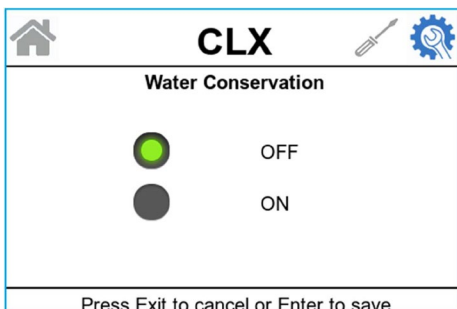 CLX
Water Conservation
OFF
ON
Press Exit to cancel or Enter to save